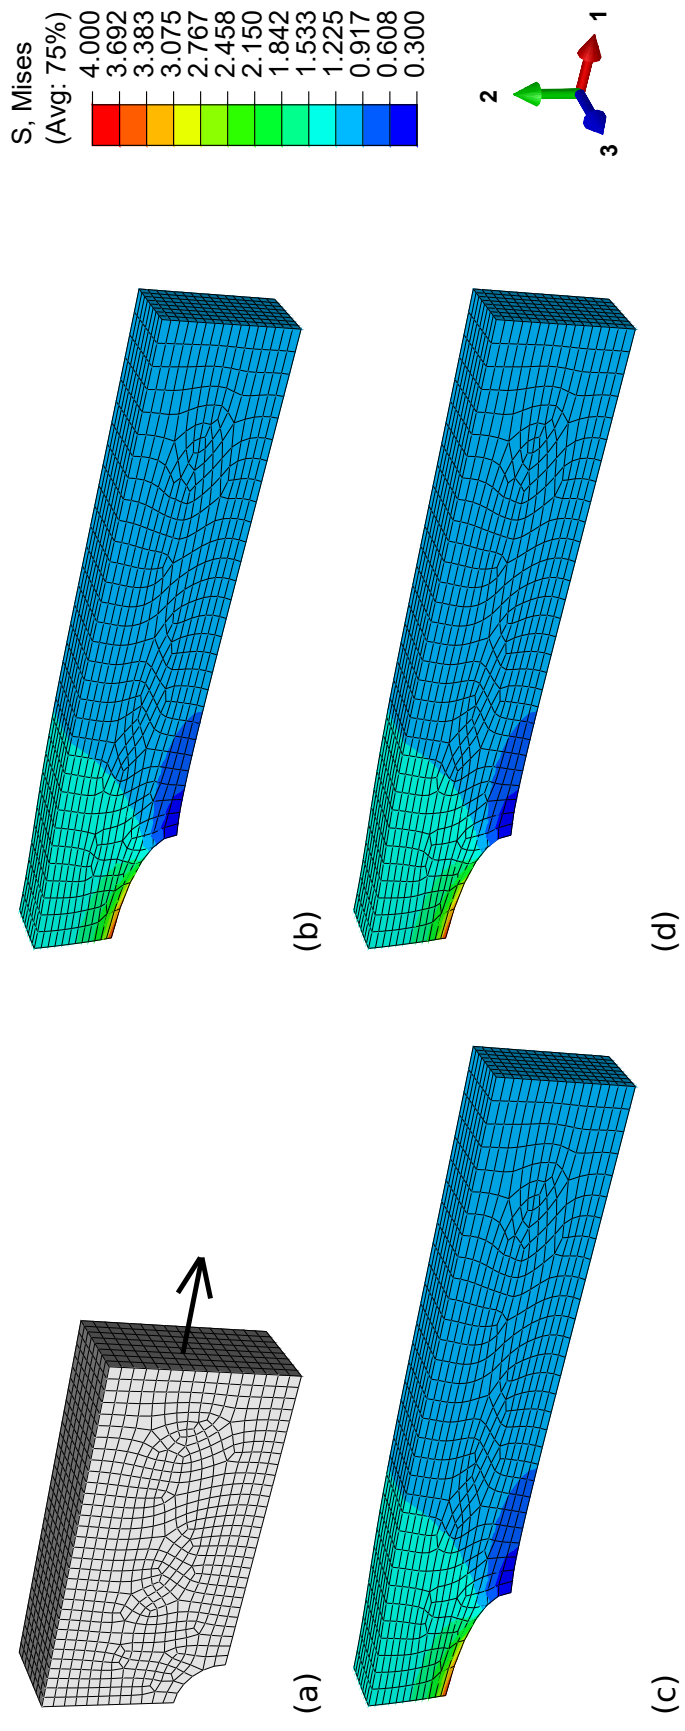 S, Mises
(Avg: 75%)
4.000
3.692
3.383
3.075
2.767
2.458
2.150
1.842
1.533
1.225
0.917
0.608
0.300
2
1
3
(a)
(b)
(c)
(d)